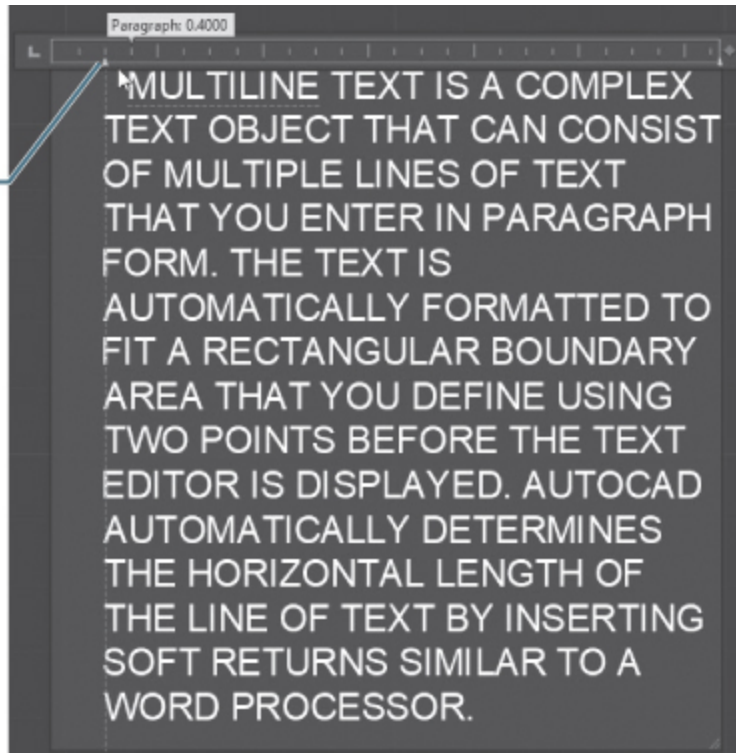 Paragraph: 0.4000
MULTILINE TEXT IS A COMPLEX
TEXT OBJECT THAT CAN CONSIST
OF MULTIPLE LINES OF TEXT
THAT YOU ENTER IN PARAGRAPH
FORM. THE TEXT IS
AUTOMATICALLY FORMATTED TO
FIT A RECTANGULAR BOUNDARY
AREA THAT YOU DEFINE USING
TWO POINTS BEFORE THE TEXT
EDITOR IS DISPLAYED. AUTOCAD
AUTOMATICALLY DETERMINES
THE HORIZONTAL LENGTH OF
THE LINE OF TEXT BY INSERTING
SOFT RETURNS SIMILAR TO A
WORD PROCESSOR.